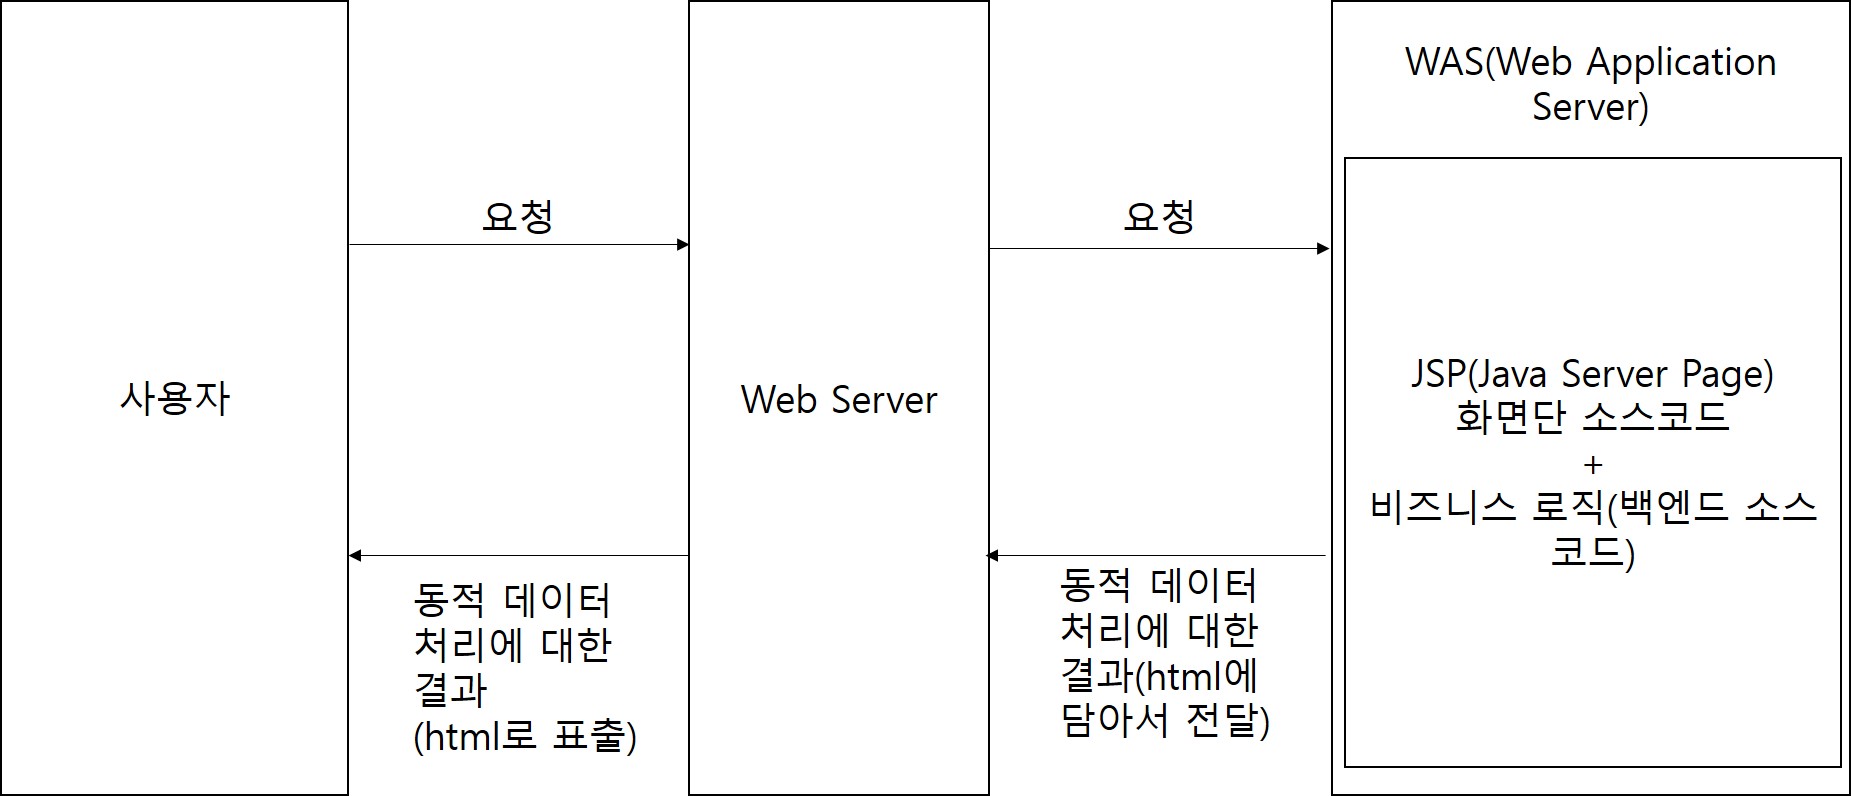 사용자
요청
동적 데이터
처리에 대한
결과
(html로 표출)
Web Server
요청
동적 데이터
처리에 대한
결과(html에
담아서 전달)
WAS(Web Application
Server)
JSP(Java Server Page)
화면단 소스코드
+
비즈니스 로직(백엔드 소스
코드)